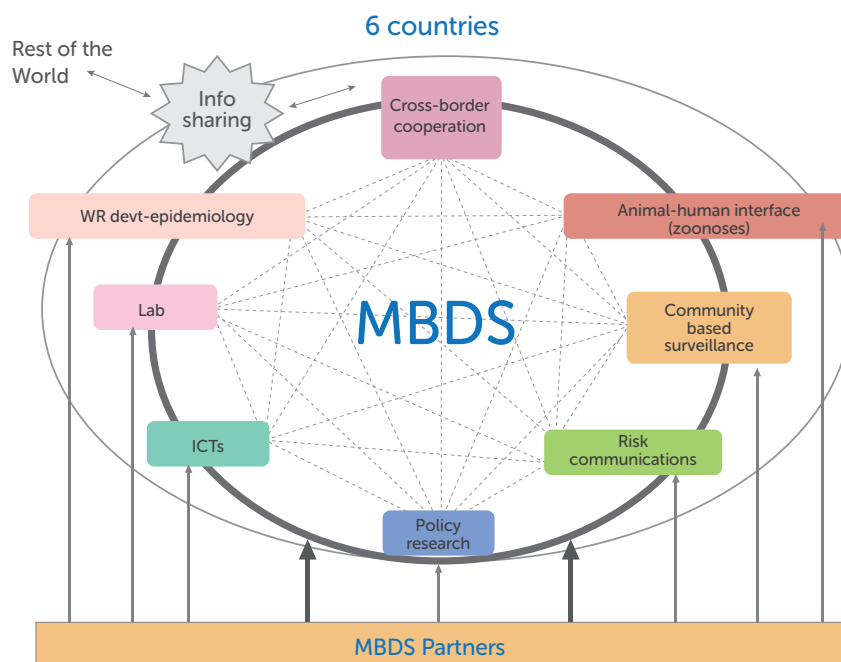 6 countries
Rest of the
World
Info
sharing
Cross-border
cooperation
WR devt-epidemiology
Animal-human interface
(zoonoses)
Lab
MBDS
Community
based
surveillance
ICTs
Risk
communications
Policy
research
MBDS Partners